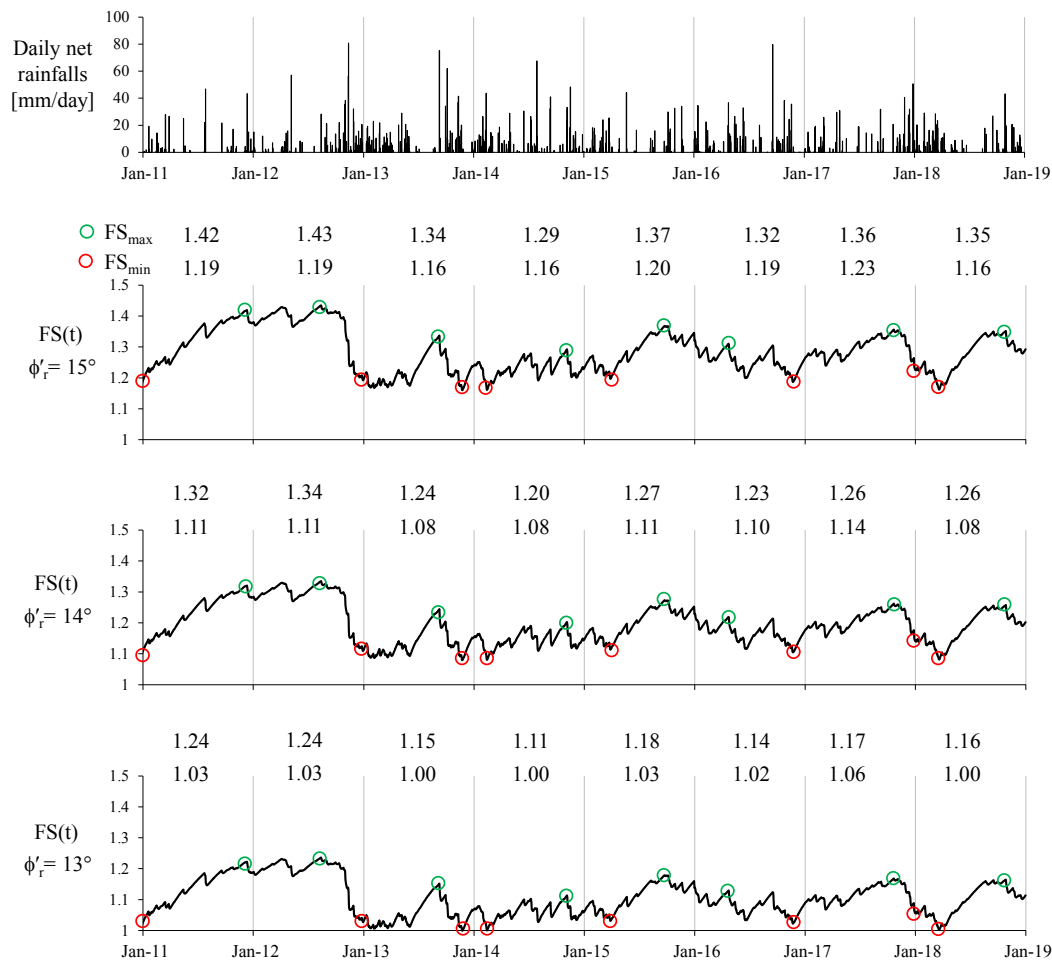 Daily net
rainfalls
[mm/day]
100
80
60
40
20
0
Jan-11 Jan-12 Jan-13 Jan-14 Jan-15 Jan-16 Jan-17 Jan-18 Jan-19
FSmax 1.42 1.43 1.34 1.29 1.37 1.32 1.36 1.35
FSmin 1.19 1.19 1.16 1.16 1.20 1.19 1.23 1.16
FS(t)
ϕ′r= 15°
1.5
1.4
1.3
1.2
1.1
1
1.32 1.34 1.24 1.20 1.27 1.23 1.26 1.26
1.11 1.11 1.08 1.08 1.11 1.10 1.14 1.08
FS(t)
ϕ′r= 14°
1.5
1.4
1.3
1.2
1.1
1
1.24 1.24 1.15 1.11 1.18 1.14 1.17 1.16
1.03 1.03 1.00 1.00 1.03 1.02 1.06 1.00
FS(t)
ϕ′r= 13°
1.5
1.4
1.3
1.2
1.1
1
Jan-11 Jan-12 Jan-13 Jan-14 Jan-15 Jan-16 Jan-17 Jan-18 Jan-19